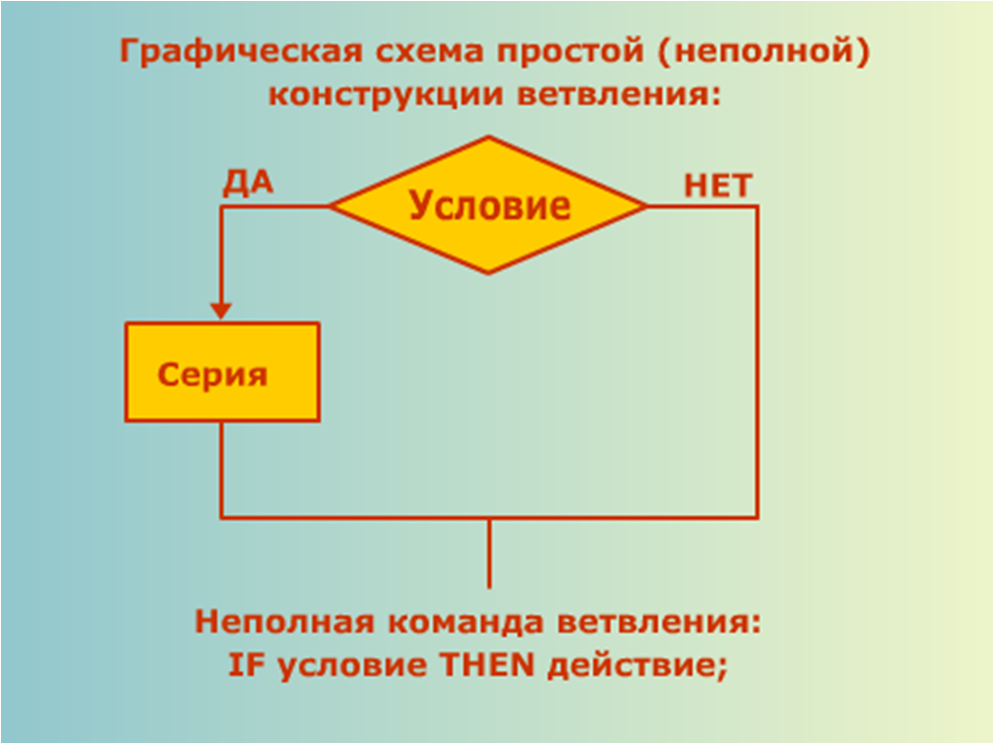 Графическая схема простой (неполной)
конструкции ветвления:
ДА
Условие
НЕТ
Серия
Неполная команда ветвления:
IF условие THEN действие;